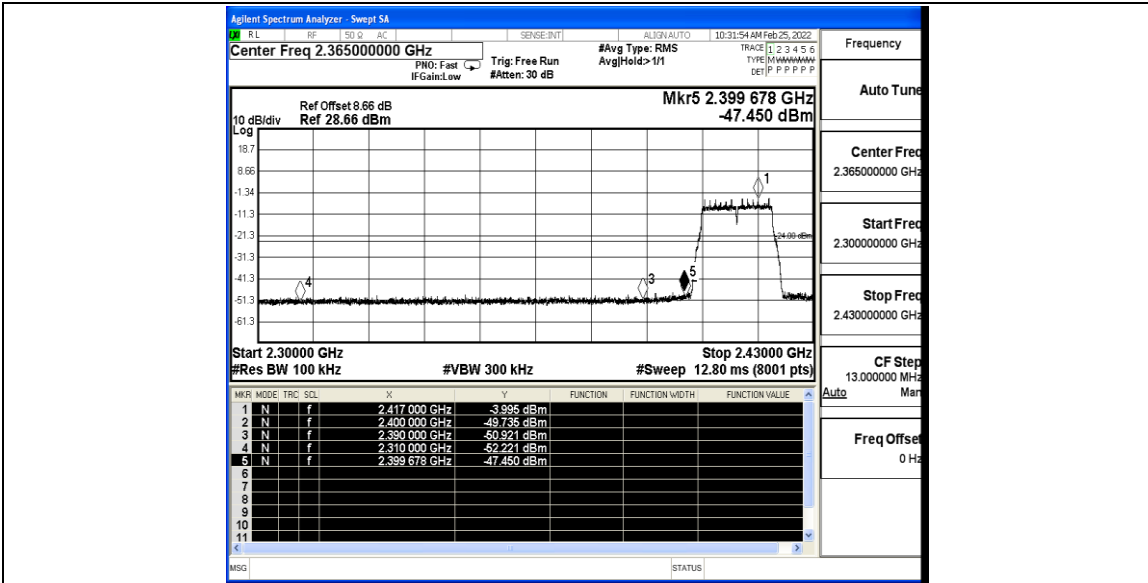 Agilent Spectrum Analyzer - Swept SA
RL RF 50 Ω AC SENSE:INT ALIGNAUTO 10:31:54 AM Feb 25, 2022
Center Freq 2.365000000 GHz #Avg Type: RMS TRACE 1 2 3 4 5 6
PNO: Fast Trig: Free Run Avg|Hold:>1/1 TYPE M
IFGain:Low #Atten: 30 dB DET P P P P P P
Mkr5 2.399 678 GHz
Ref Offset 8.66 dB
10 dB/div Ref 28.66 dBm -47.450 dBm
Log
18.7
8.66
1
-1.34
-11.3
-21.3 -24.00 dBm
-31.3
-41.3 4 3 5
-51.3
-61.3
Start 2.30000 GHz Stop 2.43000 GHz
#Res BW 100 kHz #VBW 300 kHz #Sweep 12.80 ms (8001 pts)
MKR MODE TRC SCL X Y FUNCTION FUNCTION WIDTH FUNCTION VALUE
1 N f 2.417 000 GHz -3.995 dBm
2 N f 2.400 000 GHz -49.735 dBm
3 N f 2.390 000 GHz -50.921 dBm
4 N f 2.310 000 GHz -52.221 dBm
5 N f 2.399 678 GHz -47.450 dBm
6
7
8
9
10
11
MSG STATUS
Frequency
Auto Tune
Center Freq
2.365000000 GHz
Start Freq
2.300000000 GHz
Stop Freq
2.430000000 GHz
CF Step
13.000000 MHz
Auto Man
Freq Offset
0 Hz